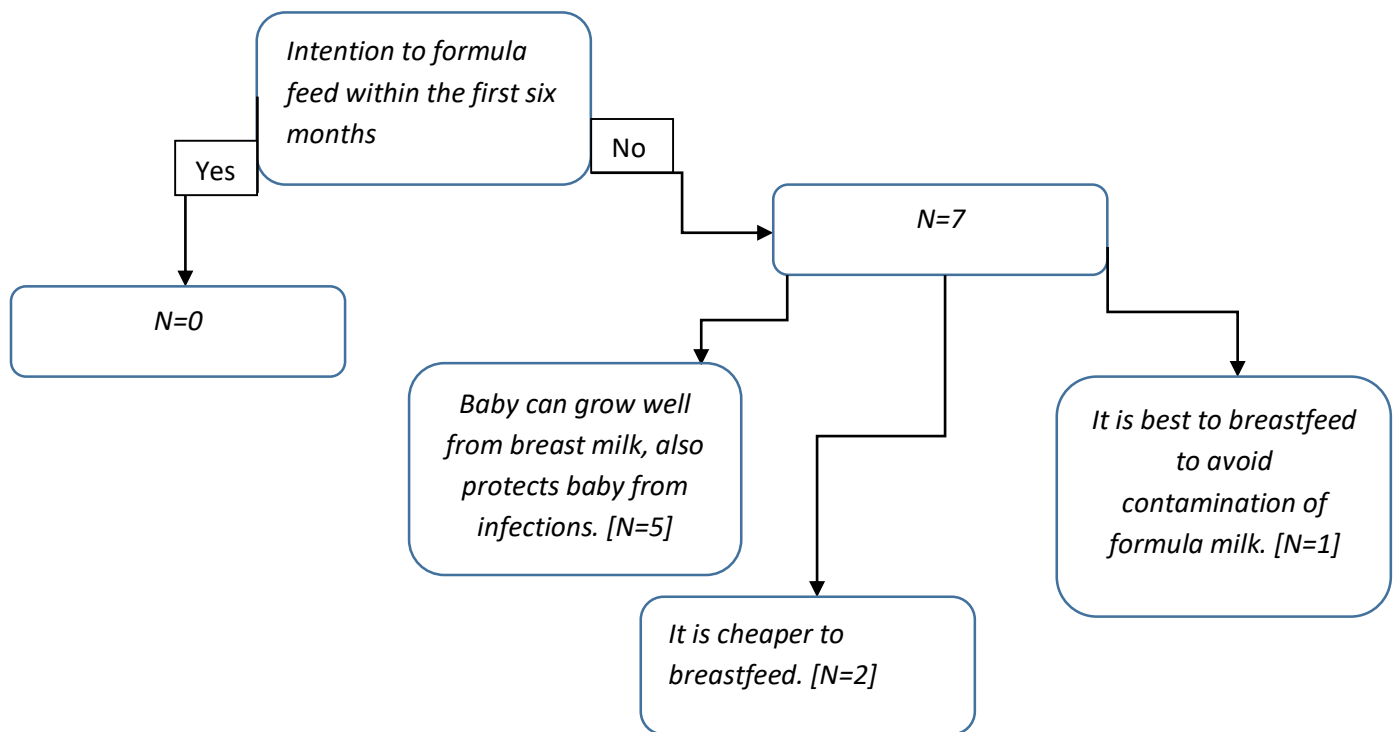 Intention to formula
feed within the first six
months
Yes
No
N=7
N=0
Baby can grow well
from breast milk, also
protects baby from
infections. [N=5]
It is best to breastfeed
to avoid
contamination of
formula milk. [N=1]
It is cheaper to
breastfeed. [N=2]